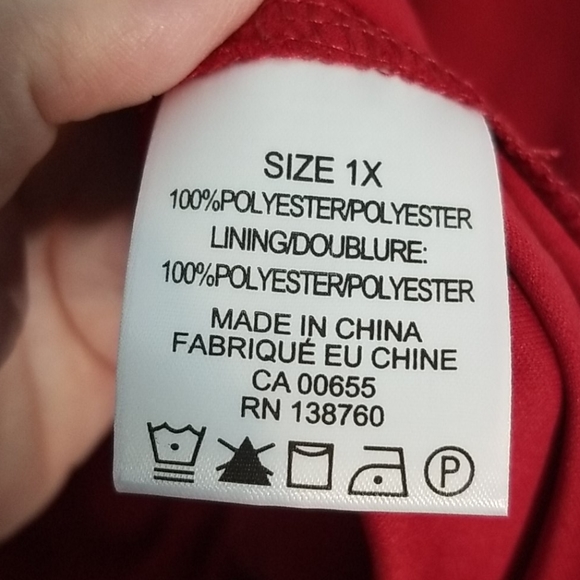 SIZE 1X
100%POLYESTER/POLYESTER
LINING/DOUBLURE:
100%POLYESTER/POLYESTER
MADE IN CHINA
FABRIQUÉ EU CHINE
CA 00655
RN 138760
P